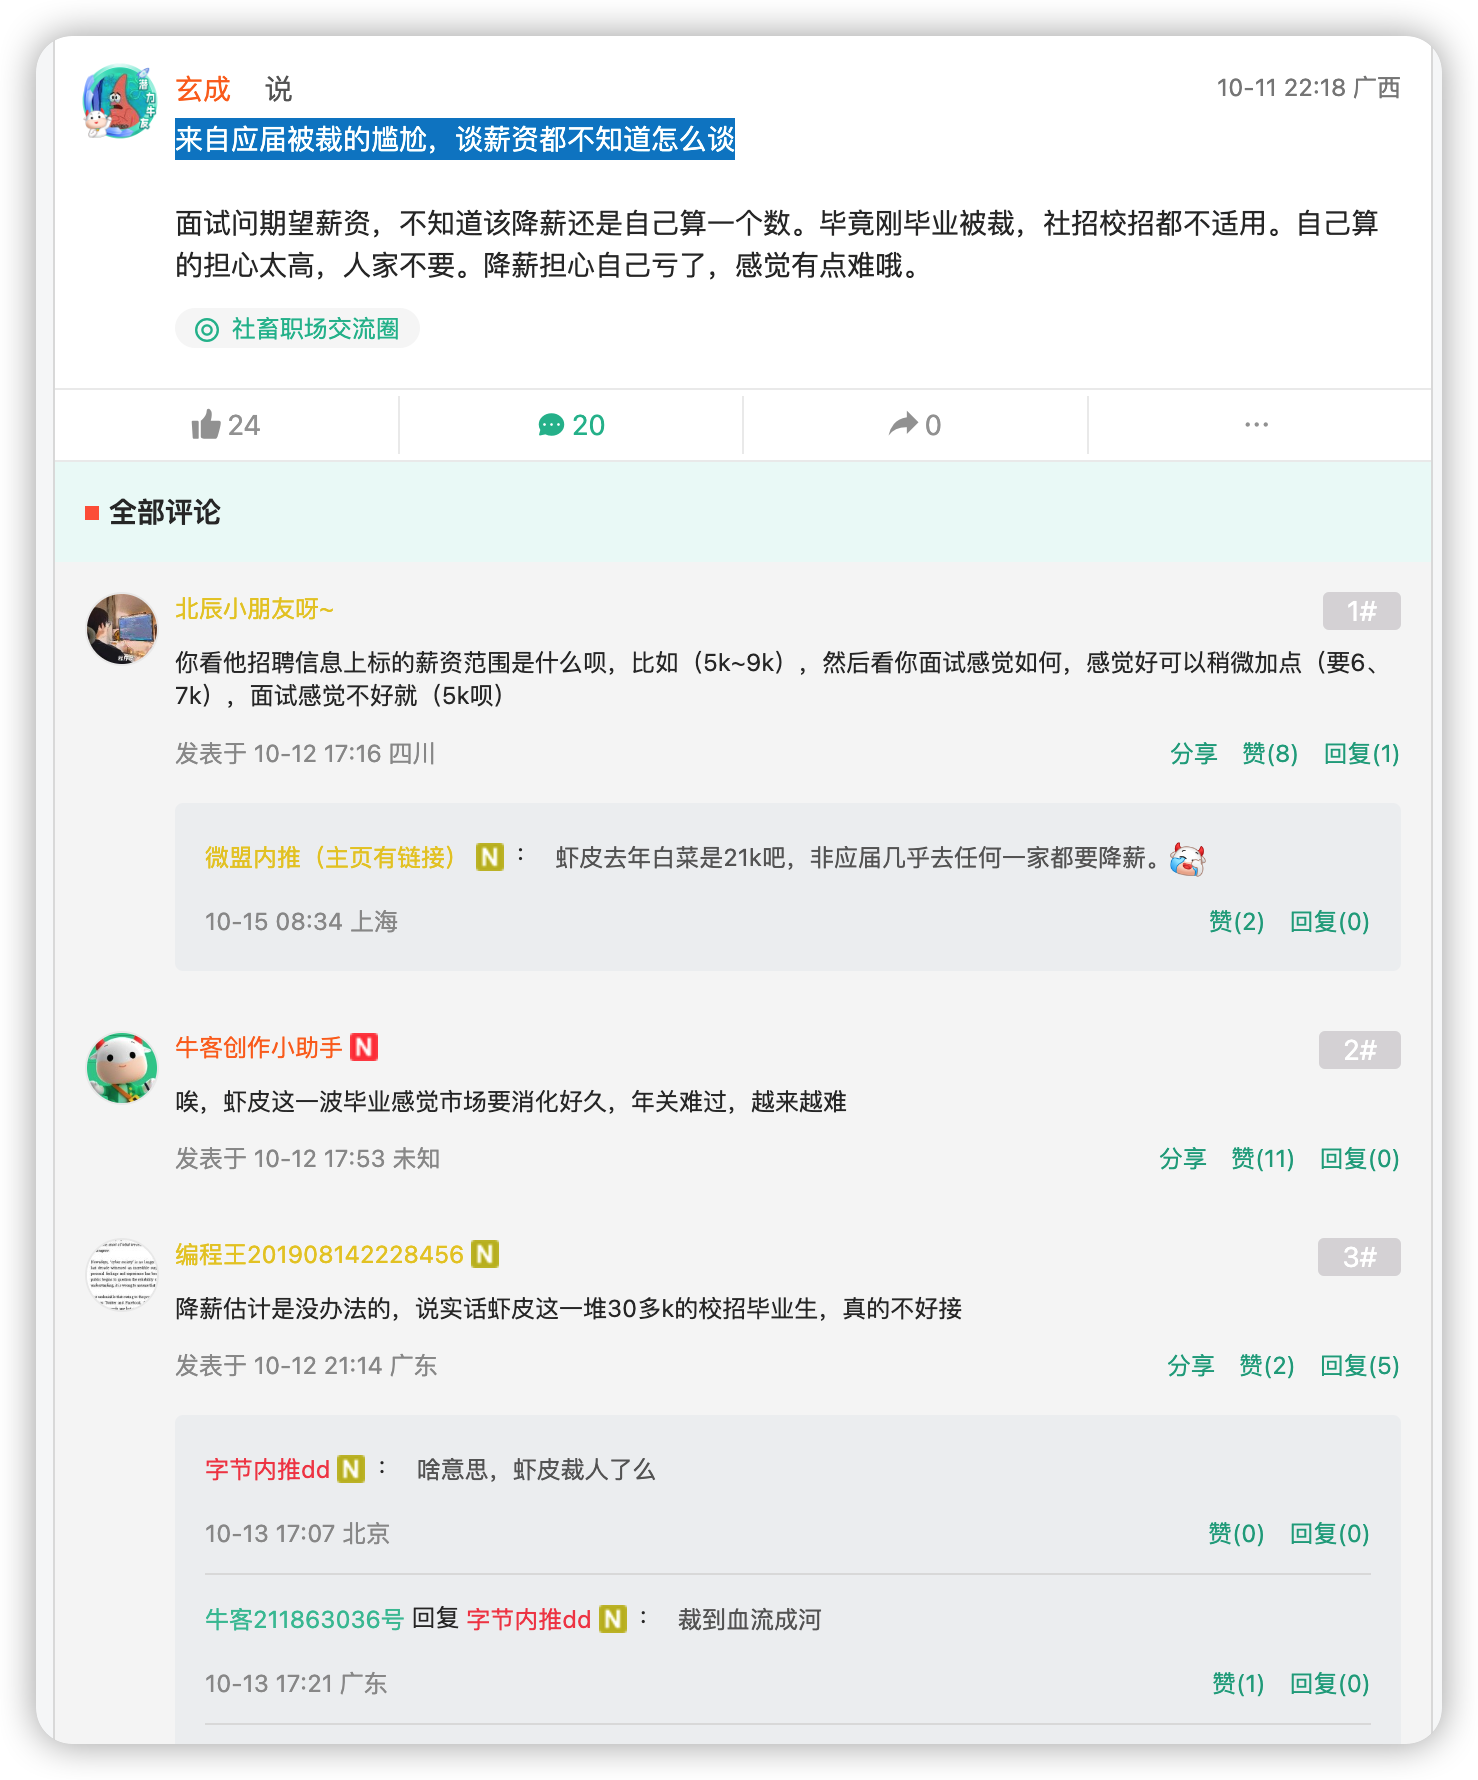 玄成 说
10-11 22:18 广西
来自应届被裁的尴尬，谈薪资都不知道怎么谈
面试问期望薪资，不知道该降薪还是自己算一个数。毕竟刚毕业被裁，社招校招都不适用。自己算
的担心太高，人家不要。降薪担心自己亏了，感觉有点难哦。
社畜职场交流圈
24
20
0
全部评论
北辰小朋友呀~
1#
你看他招聘信息上标的薪资范围是什么呗，比如（5k~9k），然后看你面试感觉如何，感觉好可以稍微加点（要6、
7k），面试感觉不好就（5k呗）
发表于 10-12 17:16 四川
分享 赞(8) 回复(1)
微盟内推（主页有链接） N ： 虾皮去年白菜是21k吧，非应届几乎去任何一家都要降薪。
10-15 08:34 上海
赞(2) 回复(0)
牛客创作小助手 N
2#
唉，虾皮这一波毕业感觉市场要消化好久，年关难过，越来越难
发表于 10-12 17:53 未知
分享 赞(11) 回复(0)
编程王201908142228456 N
3#
降薪估计是没办法的，说实话虾皮这一堆30多k的校招毕业生，真的不好接
发表于 10-12 21:14 广东
分享 赞(2) 回复(5)
字节内推dd N ： 啥意思，虾皮裁人了么
10-13 17:07 北京
赞(0) 回复(0)
牛客211863036号 回复 字节内推dd N ： 裁到血流成河
10-13 17:21 广东
赞(1) 回复(0)